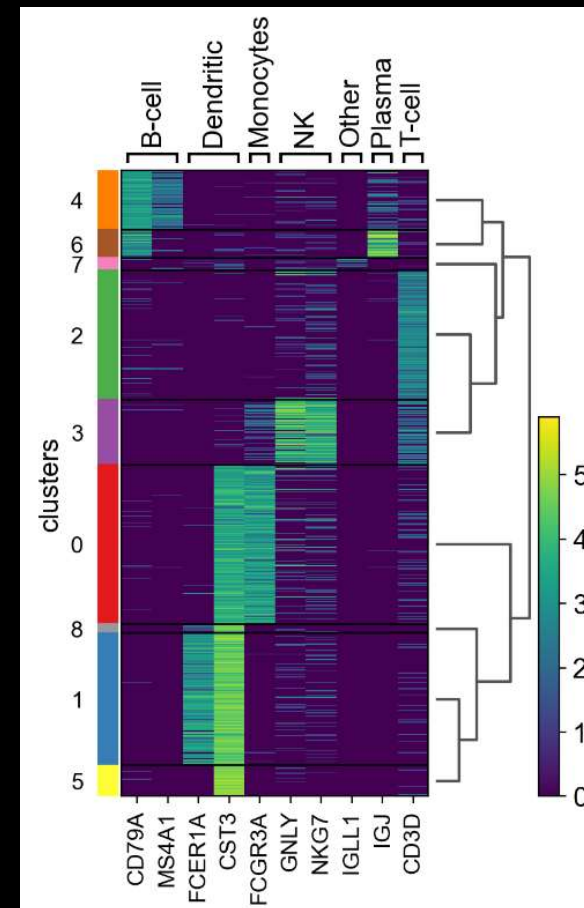 B-cell
Dendritic
Monocytes
NK
Other
Plasma
T-cell
clusters
4
6
7
2
3
0
8
1
5
5
4
3
2
1
0
CD79A
MS4A1
FCER1A
CST3
FCGR3A
GNLY
NKG7
IGLL1
IGJ
CD3D